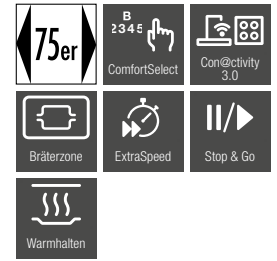 75er
B
2345
ComfortSelect
Con@ctivity
3.0
Bräterzone
ExtraSpeed
Stop & Go
Warmhalten